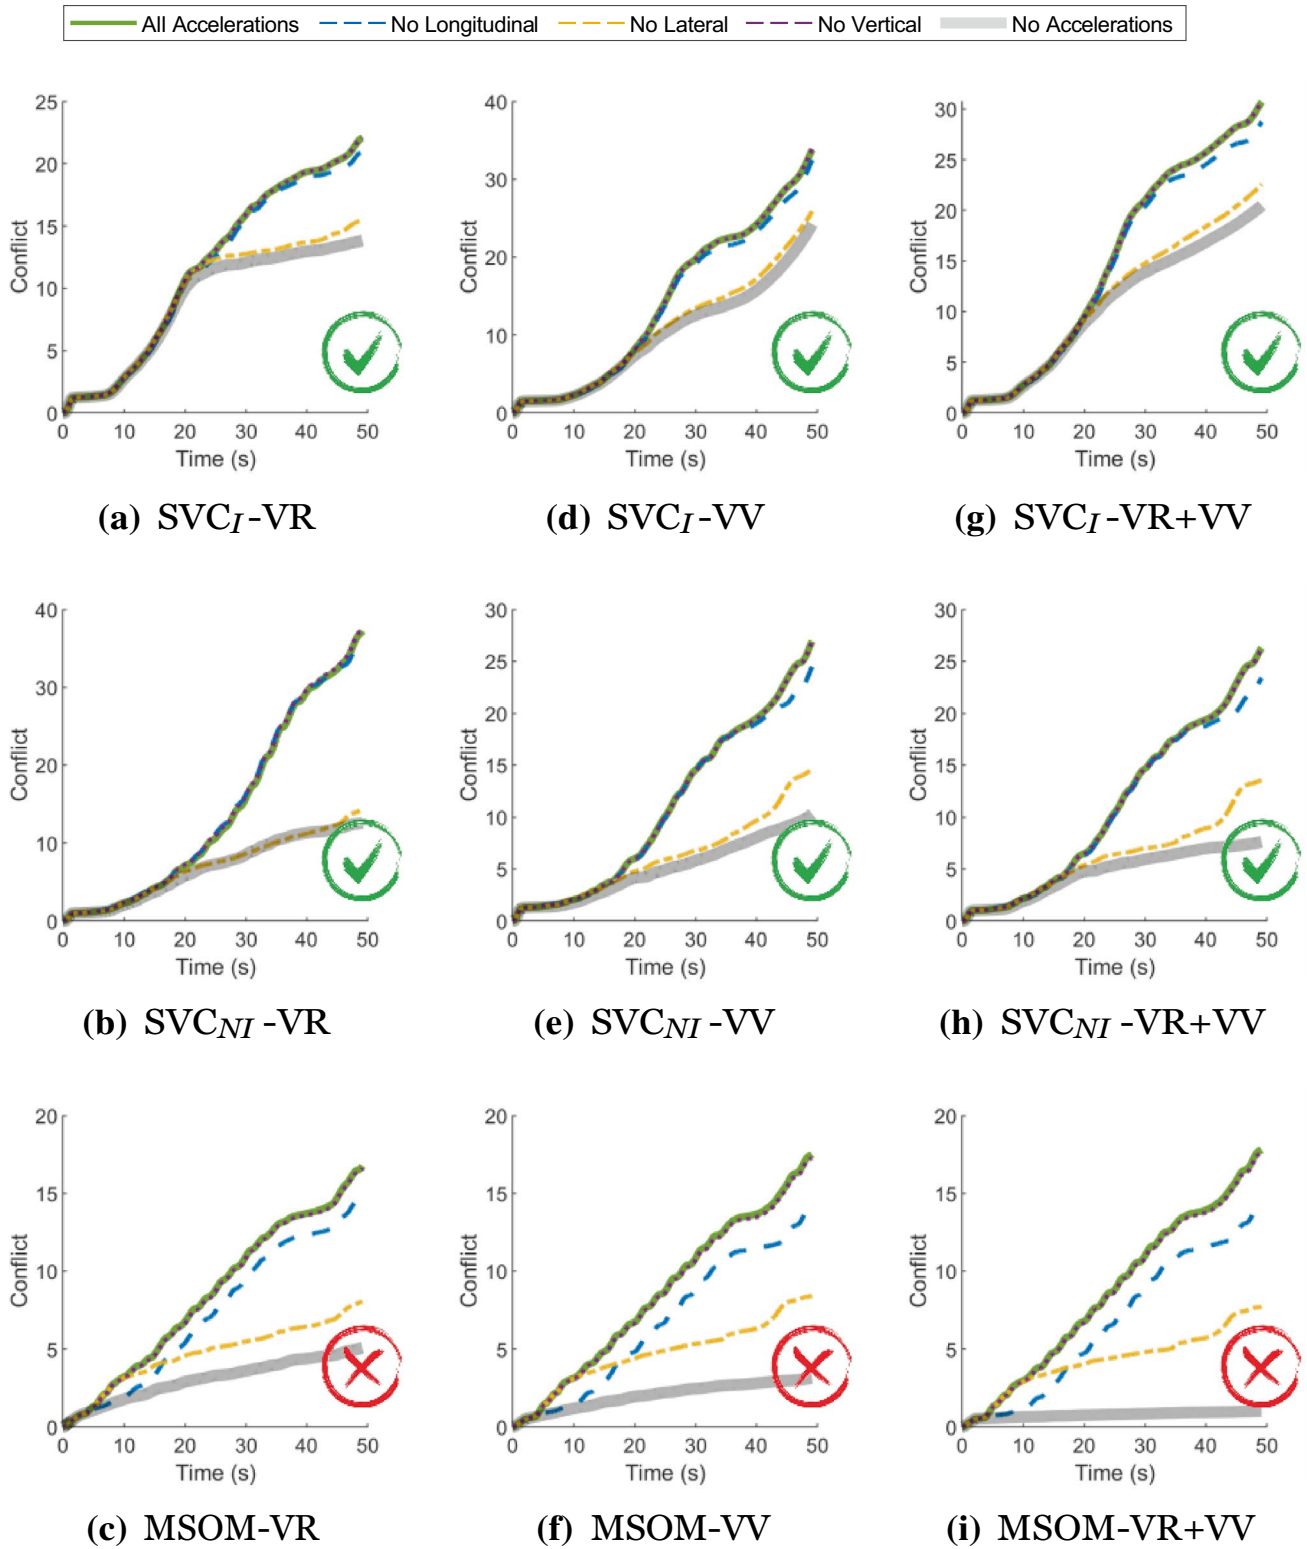 All Accelerations No Longitudinal No Lateral No Vertical No Accelerations
25
20
15
10
5
0
Conflict
0 10 20 30 40 50
Time (s)
(a) SVC_I-VR
40
30
20
10
0
Conflict
0 10 20 30 40 50
Time (s)
(d) SVC_I-VV
30
25
20
15
10
5
0
Conflict
0 10 20 30 40 50
Time (s)
(g) SVC_I-VR+VV
40
30
20
10
0
Conflict
0 10 20 30 40 50
Time (s)
(b) SVC_NI-VR
30
25
20
15
10
5
0
Conflict
0 10 20 30 40 50
Time (s)
(e) SVC_NI-VV
30
25
20
15
10
5
0
Conflict
0 10 20 30 40 50
Time (s)
(h) SVC_NI-VR+VV
20
15
10
5
0
Conflict
0 10 20 30 40 50
Time (s)
(c) MSOM-VR
20
15
10
5
0
Conflict
0 10 20 30 40 50
Time (s)
(f) MSOM-VV
20
15
10
5
0
Conflict
0 10 20 30 40 50
Time (s)
(i) MSOM-VR+VV